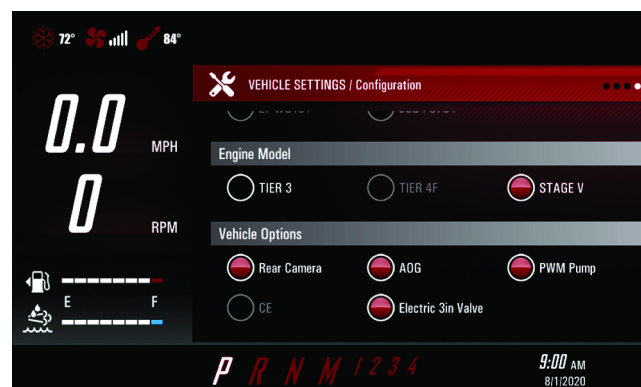 72° 84°
VEHICLE SETTINGS / Configuration
0.0 MPH
Engine Model
TIER 3 TIER 4F STAGE V
0 RPM
Vehicle Options
Rear Camera AOG PWM Pump
E F
CE Electric 3in Valve
P R N M 1 2 3 4
9:00 AM
8/1/2020